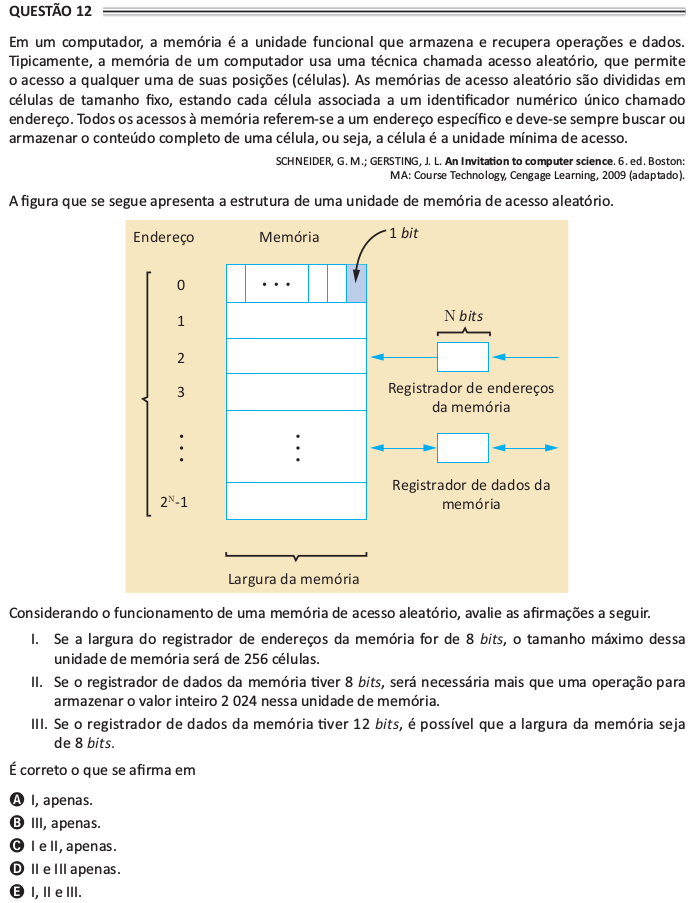 QUESTÃO 12
Em um computador, a memória é a unidade funcional que armazena e recupera operações e dados.
Tipicamente, a memória de um computador usa uma técnica chamada acesso aleatório, que permite
o acesso a qualquer uma de suas posições (células). As memórias de acesso aleatório são divididas em
células de tamanho fixo, estando cada célula associada a um identificador numérico único chamado
endereço. Todos os acessos à memória referem-se a um endereço específico e deve-se sempre buscar ou
armazenar o conteúdo completo de uma célula, ou seja, a célula é a unidade mínima de acesso.
SCHNEIDER, G. M.; GERSTING, J. L. An Invitation to computer science. 6. ed. Boston:
MA: Course Technology, Cengage Learning, 2009 (adaptado).
A figura que se segue apresenta a estrutura de uma unidade de memória de acesso aleatório.
Endereço
Memória
1 bit
0
1
2
3
2ᴺ-1
N bits
Registrador de endereços
da memória
Registrador de dados da
memória
Largura da memória
Considerando o funcionamento de uma memória de acesso aleatório, avalie as afirmações a seguir.
I. Se a largura do registrador de endereços da memória for de 8 bits, o tamanho máximo dessa
unidade de memória será de 256 células.
II. Se o registrador de dados da memória tiver 8 bits, será necessária mais que uma operação para
armazenar o valor inteiro 2 024 nessa unidade de memória.
III. Se o registrador de dados da memória tiver 12 bits, é possível que a largura da memória seja
de 8 bits.
É correto o que se afirma em
A I, apenas.
B III, apenas.
C I e II, apenas.
D II e III apenas.
E I, II e III.